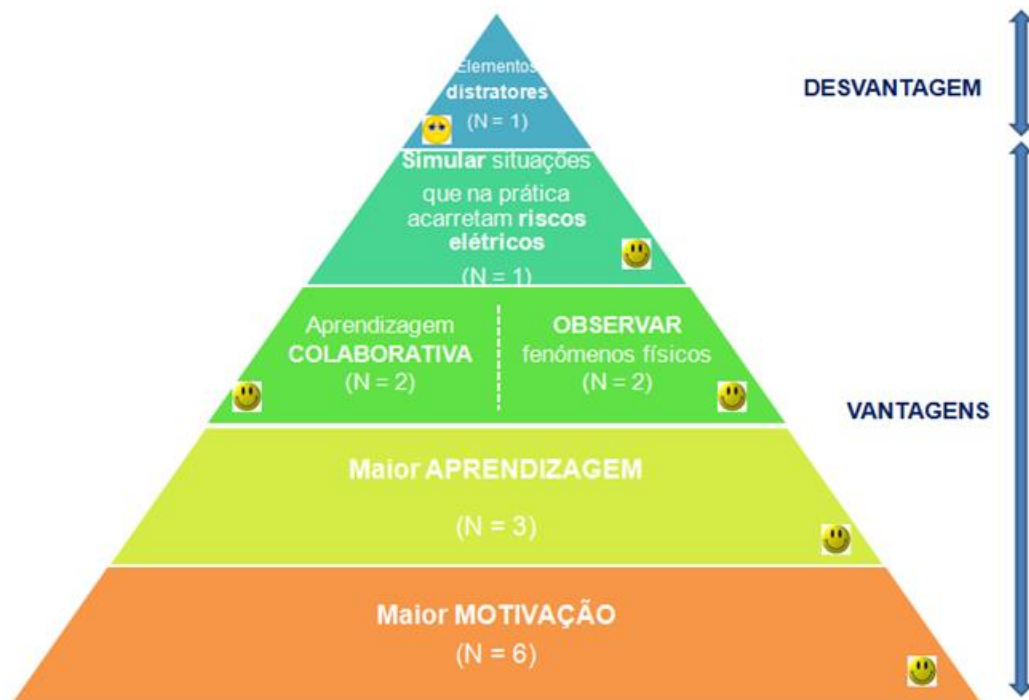 Elementos
distratores
(N = 1)
DESVANTAGEM
Simular situações
que na prática
acarretam riscos
elétricos
(N = 1)
Aprendizagem
COLABORATIVA
(N = 2)
OBSERVAR
fenómenos físicos
(N = 2)
VANTAGENS
Maior APRENDIZAGEM
(N = 3)
Maior MOTIVAÇÃO
(N = 6)